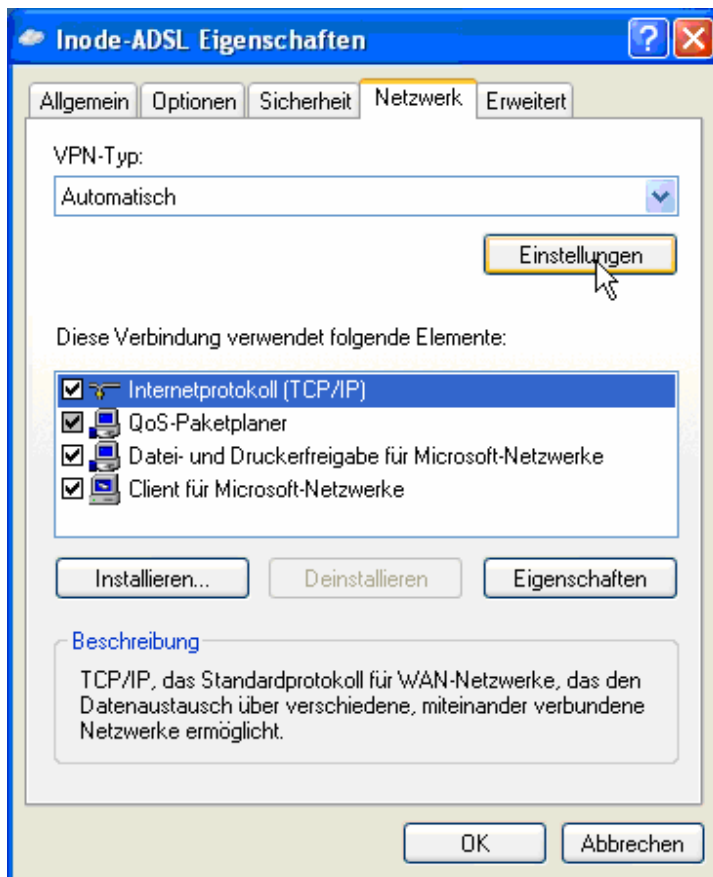 Inode-ADSL Eigenschaften
Allgemein Optionen Sicherheit Netzwerk Erweitert
VPN-Typ:
Automatisch
Einstellungen
Diese Verbindung verwendet folgende Elemente:
Internetprotokoll (TCP/IP)
QoS-Paketplaner
Datei- und Druckerfreigabe für Microsoft-Netzwerke
Client für Microsoft-Netzwerke
Installieren... Deinstallieren Eigenschaften
Beschreibung
TCP/IP, das Standardprotokoll für WAN-Netzwerke, das den
Datenaustausch über verschiedene, miteinander verbundene
Netzwerke ermöglicht.
OK Abbrechen